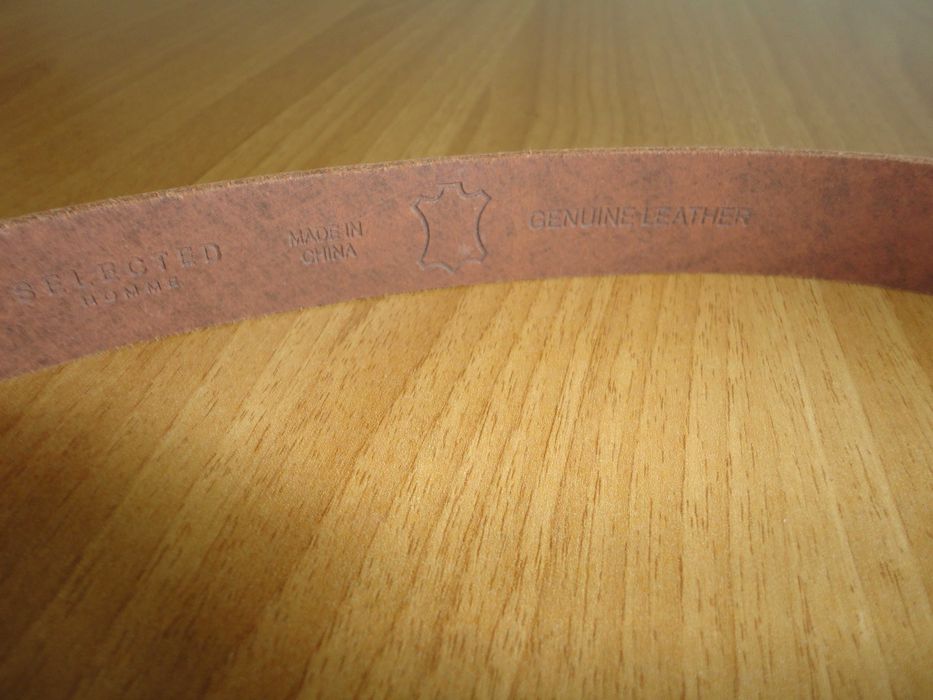 SELECTED
HOMME
MADE IN
CHINA
GENUINE LEATHER